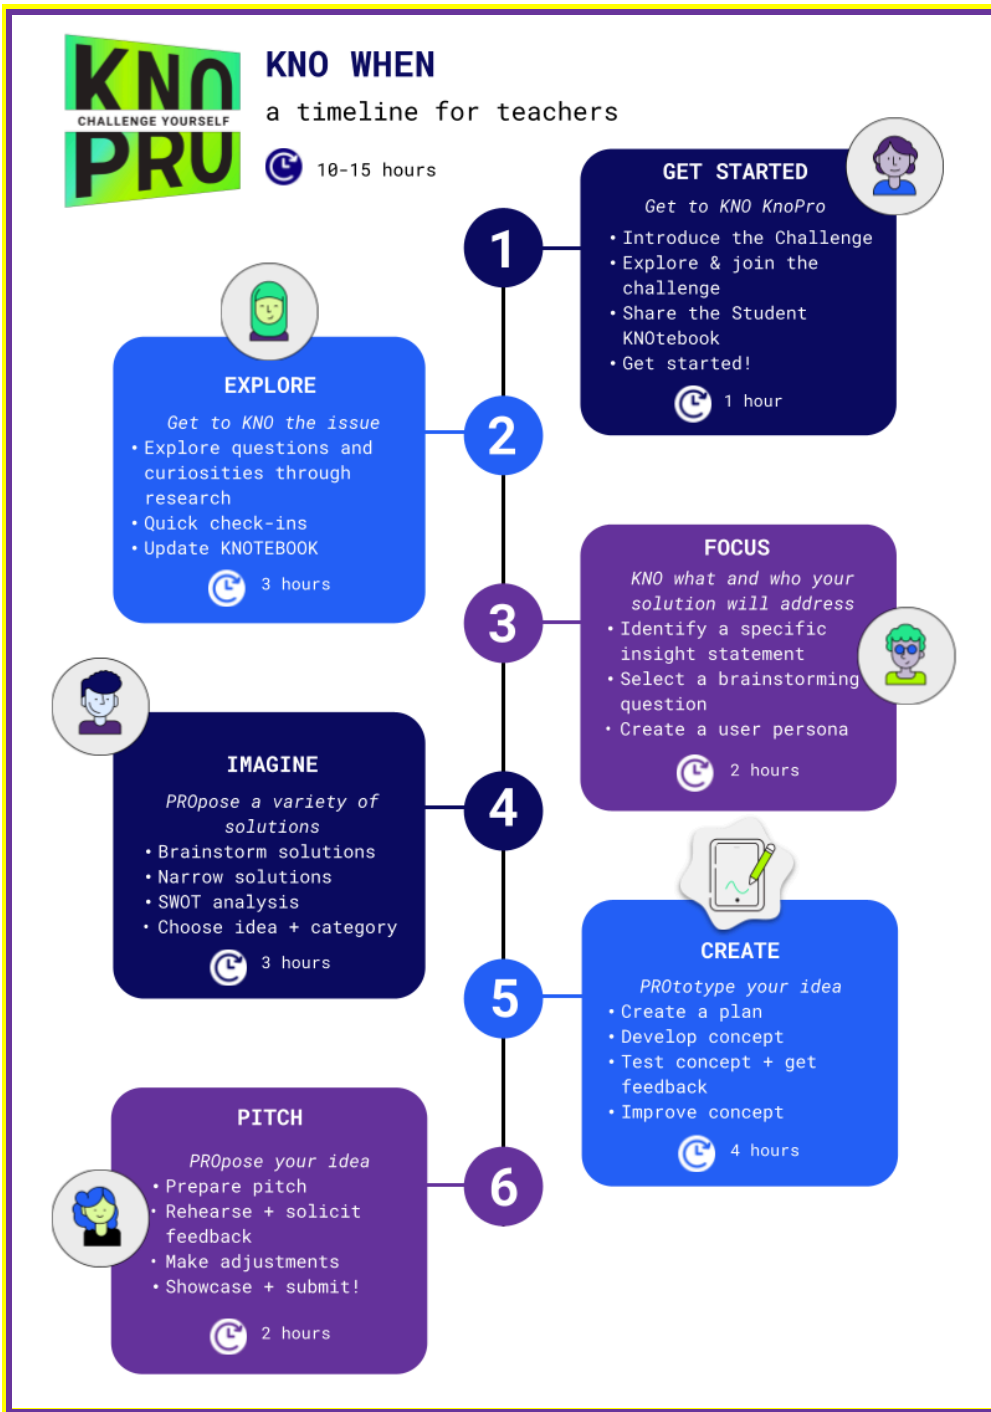 KNO
CHALLENGE YOURSELF
PRO
KNO WHEN
a timeline for teachers
10-15 hours
1
GET STARTED
Get to KNO KnoPro
• Introduce the Challenge
• Explore & join the
challenge
• Share the Student
KNOtebook
• Get started!
1 hour
2
EXPLORE
Get to KNO the issue
• Explore questions and
curiosities through
research
• Quick check-ins
• Update KNOTEBOOK
3 hours
3
FOCUS
KNO what and who your
solution will address
• Identify a specific
insight statement
• Select a brainstorming
question
• Create a user persona
2 hours
4
IMAGINE
PROpose a variety of
solutions
• Brainstorm solutions
• Narrow solutions
• SWOT analysis
• Choose idea + category
3 hours
5
CREATE
PROtotype your idea
• Create a plan
• Develop concept
• Test concept + get
feedback
• Improve concept
4 hours
6
PITCH
PROpose your idea
• Prepare pitch
• Rehearse + solicit
feedback
• Make adjustments
• Showcase + submit!
2 hours